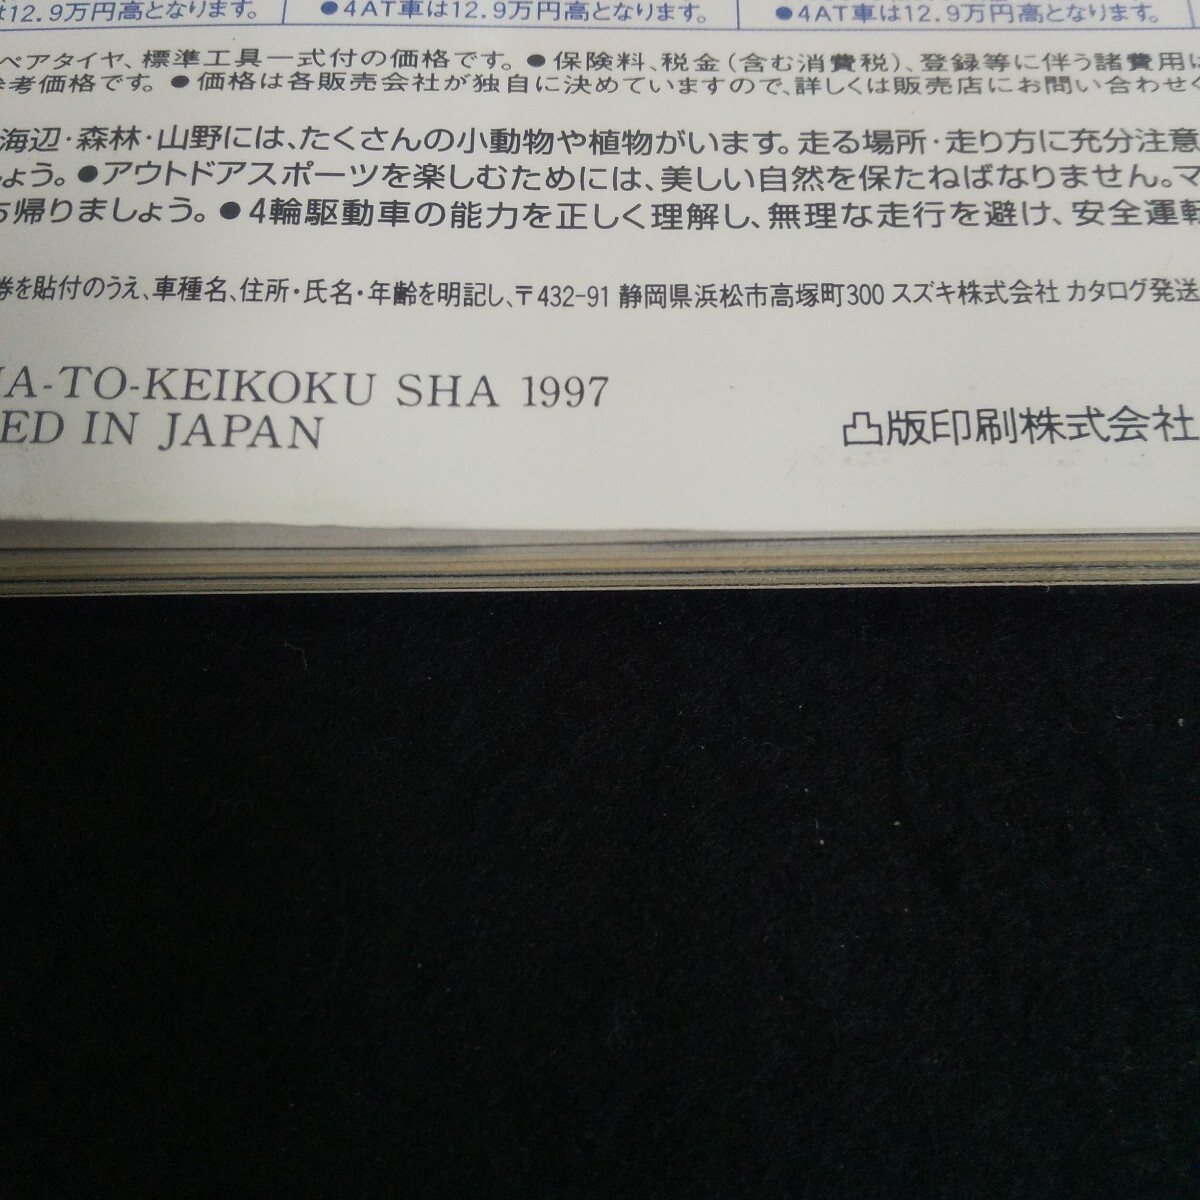 は12.9万円高となります。 ●4AT車は12.9万円高となります。 ●4AT車は12.9万円高となります。
ペアタイヤ、標準工具一式付の価格です。●保険料、税金(含む消費税)、登録等に伴う諸費用は
参考価格です。●価格は各販売会社が独自に決めていますので、詳しくは販売店にお問い合わせく
海辺・森林・山野には、たくさんの小動物や植物がいます。走る場所・走り方に充分注意
ょう。●アウトドアスポーツを楽しむためには、美しい自然を保たねばなりません。マ
ち帰りましょう。●4輪駆動車の能力を正しく理解し、無理な走行を避け、安全運転
券を貼付のうえ、車種名、住所・氏名・年齢を明記し、〒432-91 静岡県浜松市高塚町300 スズキ株式会社 カタログ発送
A-TO-KEIKOKU SHA 1997
ED IN JAPAN
凸版印刷株式会社